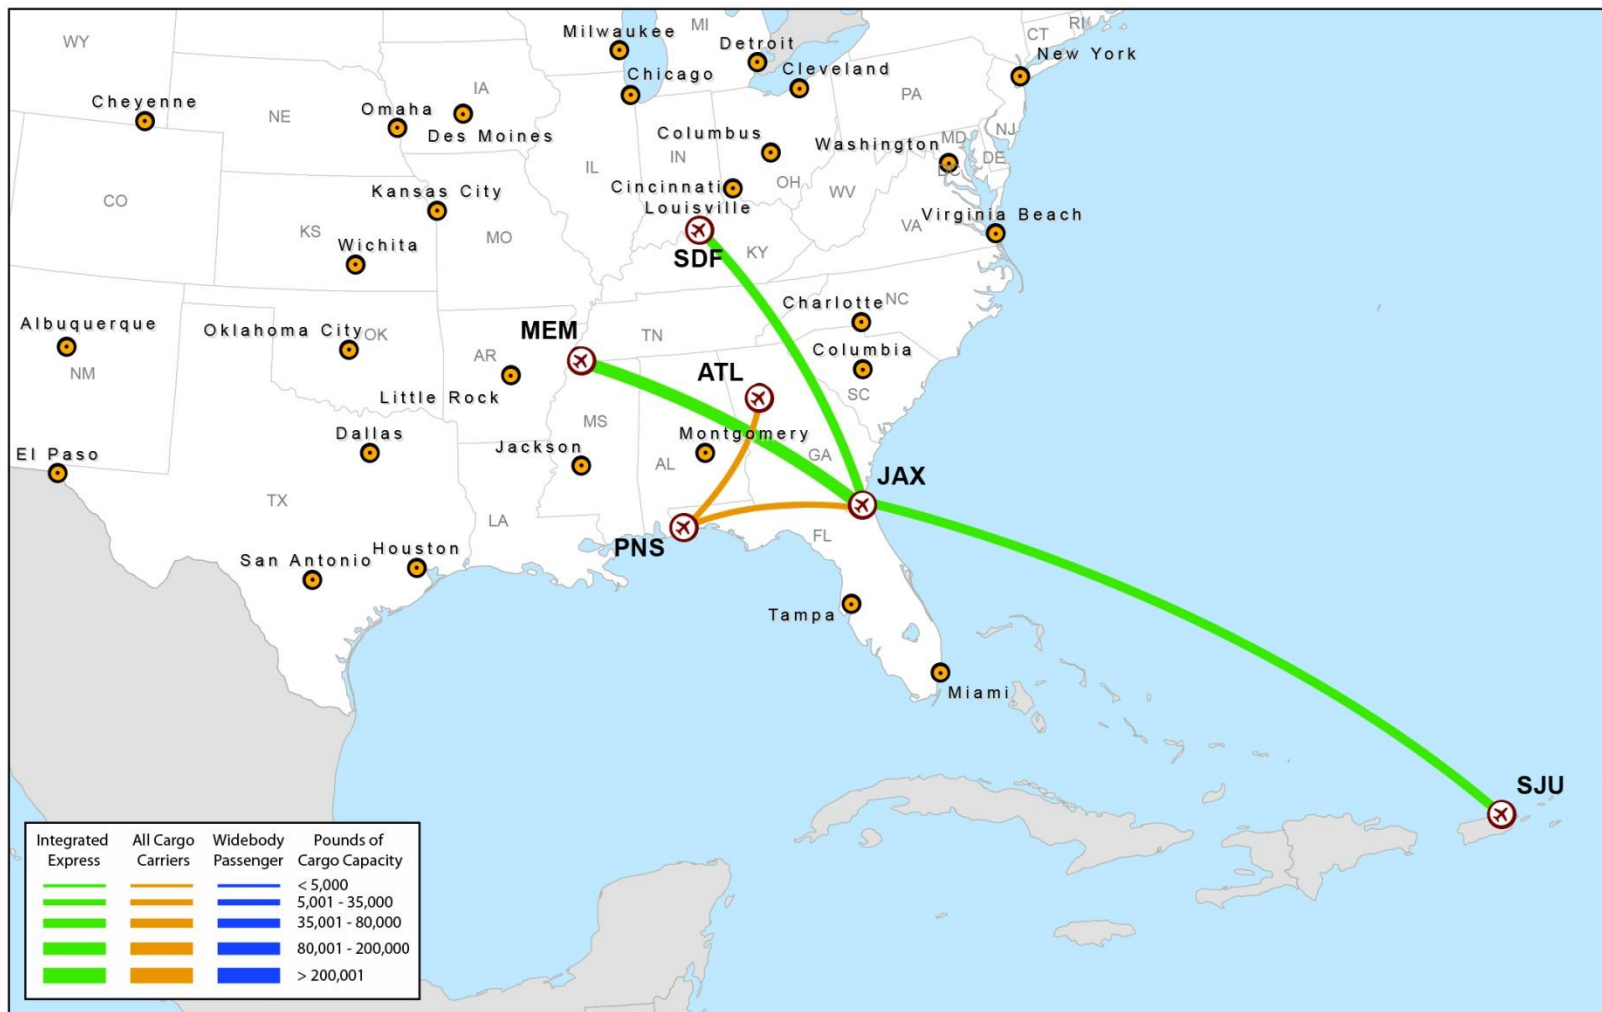 WY
MI
CT
RI
Milwaukee
Detroit
New York
Cleveland
Chicago
IA
PA
Cheyenne
Omaha
NE
Des Moines
NJ
Columbus
Washington
MD
DE
DC
IN
IL
OH
Cincinnati
WV
Kansas City
CO
Louisville
Virginia Beach
VA
KS
MO
Wichita
KY
SDF
Charlotte
NC
Albuquerque
Oklahoma City
OK
MEM
TN
Columbia
AR
NM
ATL
Little Rock
SC
MS
Dallas
Montgomery
Jackson
El Paso
AL
GA
JAX
TX
LA
FL
PNS
Houston
San Antonio
Tampa
Miami
SJU
Integrated Express
All Cargo Carriers
Widebody Passenger
Pounds of Cargo Capacity
< 5,000
5,001 - 35,000
35,001 - 80,000
80,001 - 200,000
> 200,001